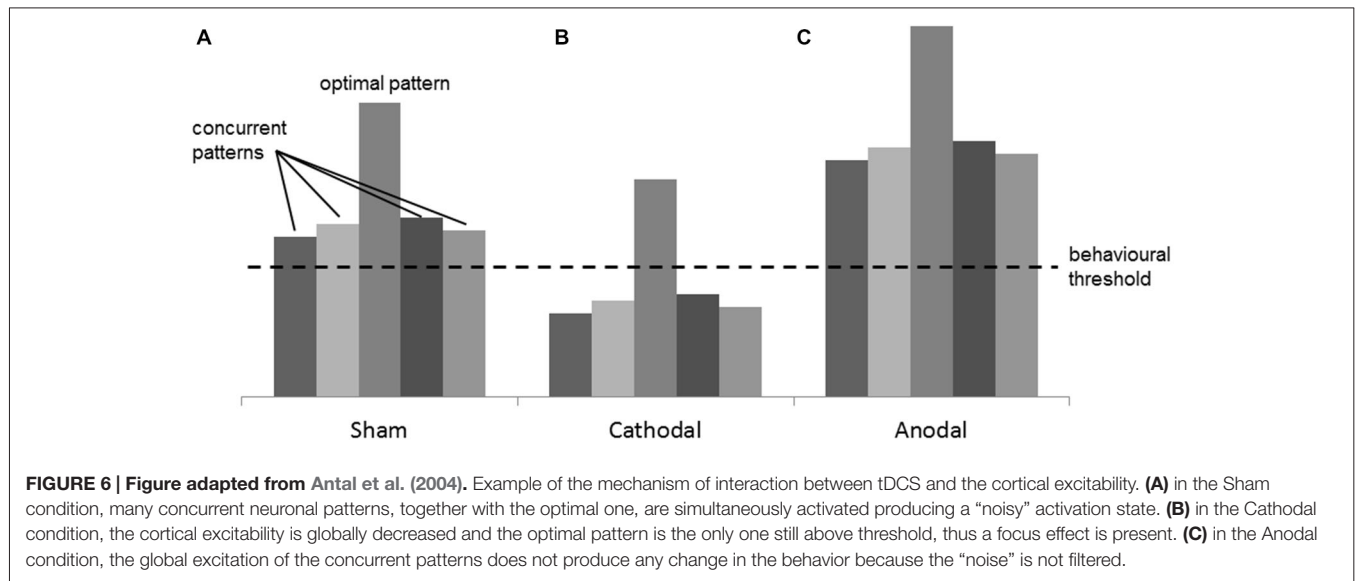 A
B
C
optimal pattern
concurrent
patterns
behavioural
threshold
Sham
Cathodal
Anodal
FIGURE 6 | Figure adapted from Antal et al. (2004). Example of the mechanism of interaction between tDCS and the cortical excitability. (A) in the Sham
condition, many concurrent neuronal patterns, together with the optimal one, are simultaneously activated producing a “noisy” activation state. (B) in the Cathodal
condition, the cortical excitability is globally decreased and the optimal pattern is the only one still above threshold, thus a focus effect is present. (C) in the Anodal
condition, the global excitation of the concurrent patterns does not produce any change in the behavior because the “noise” is not filtered.